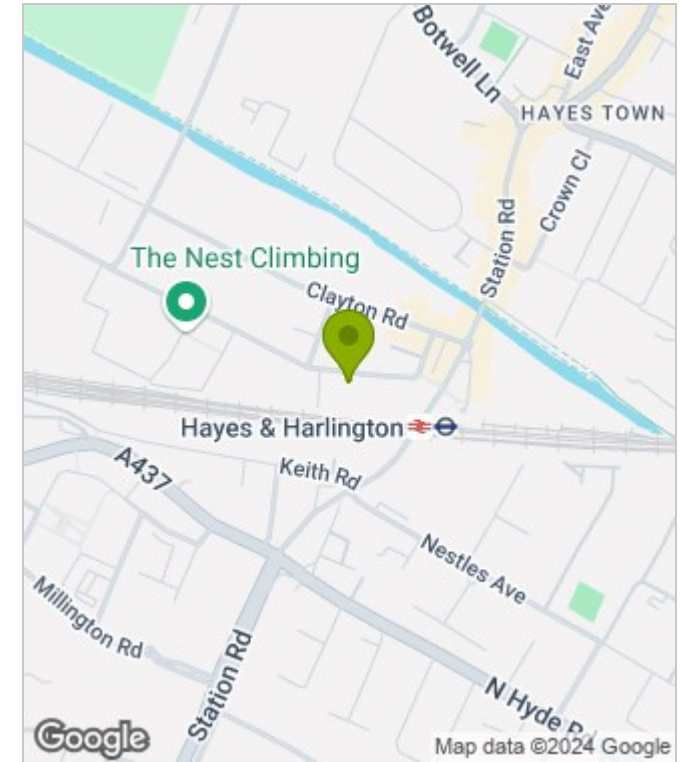 Botwell Ln
East Ave
HAYES TOWN
Crown Cl
Station Rd
The Nest Climbing
Clayton Rd
Hayes & Harlington
Keith Rd
A437
Nestles Ave
Millington Rd
Station Rd
N Hyde Rd
Google
Map data ©2024 Google